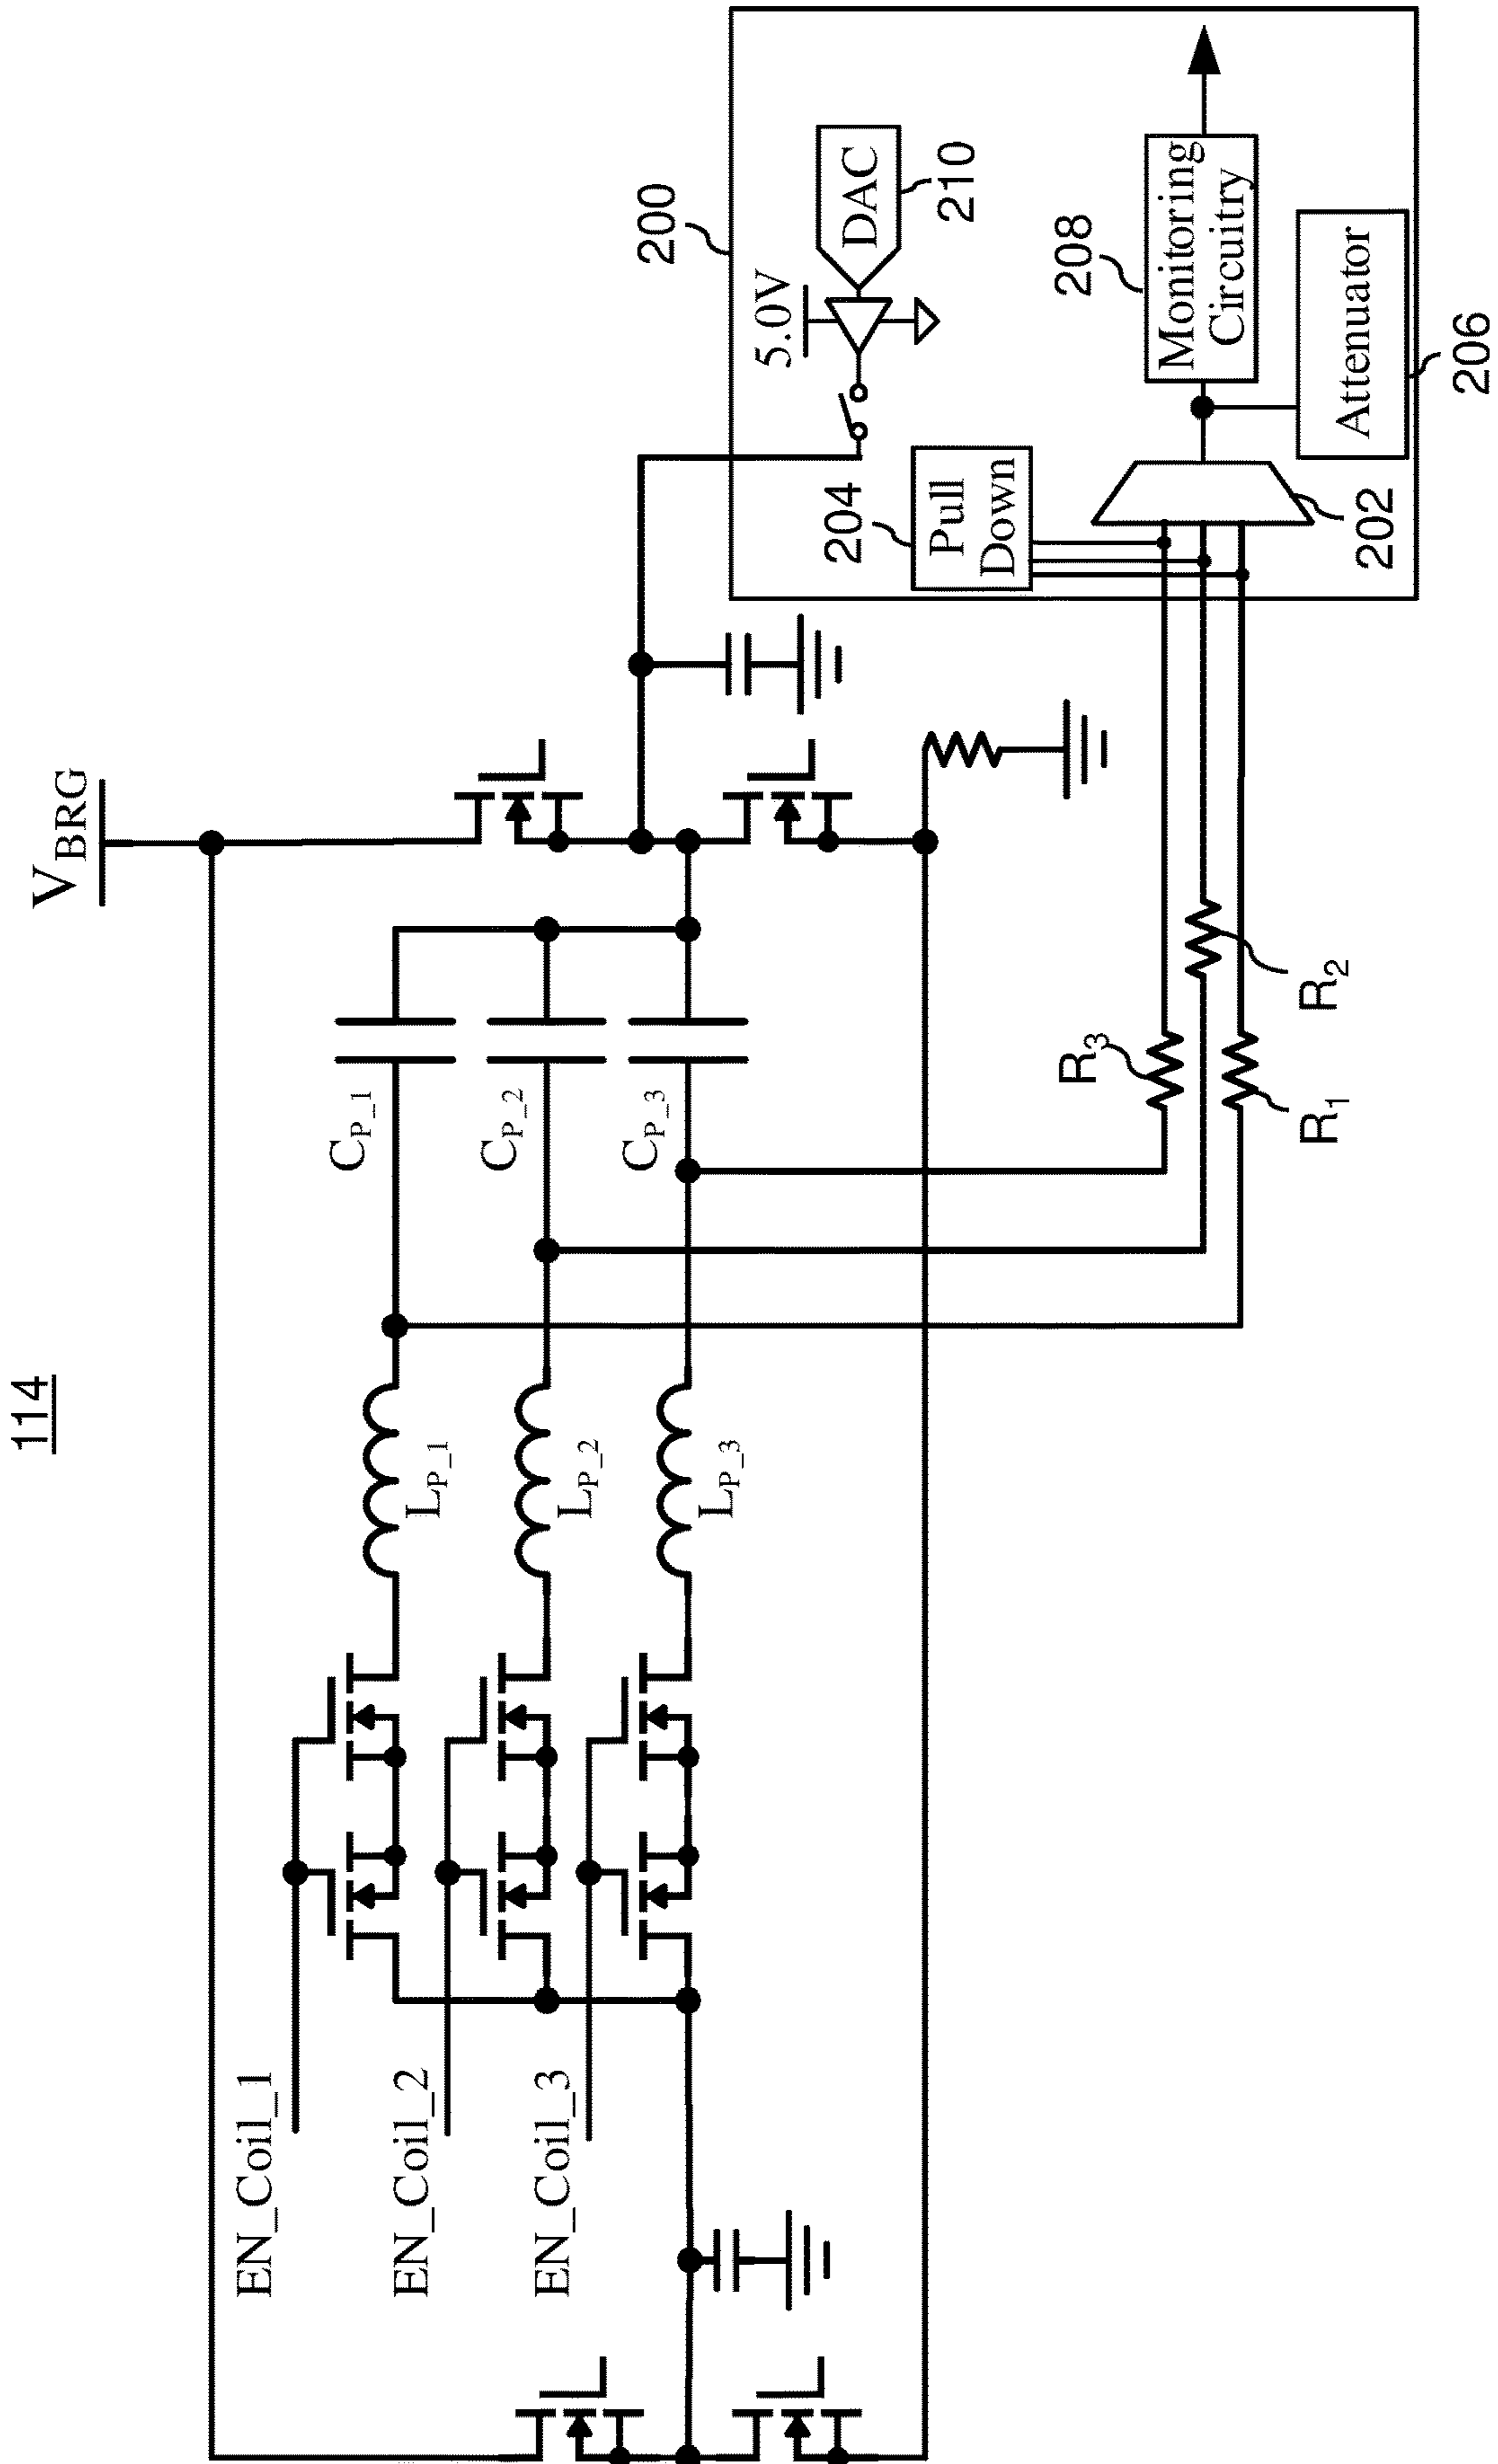 114
V_BRG
EN_Coil_1
EN_Coil_2
EN_Coil_3
L_P_1
L_P_2
L_P_3
C_P_1
C_P_2
C_P_3
R_3
R_2
R_1
200
5.0V
DAC
210
204
Pull
Down
208
Monitoring
Circuitry
202
Attenuator
206